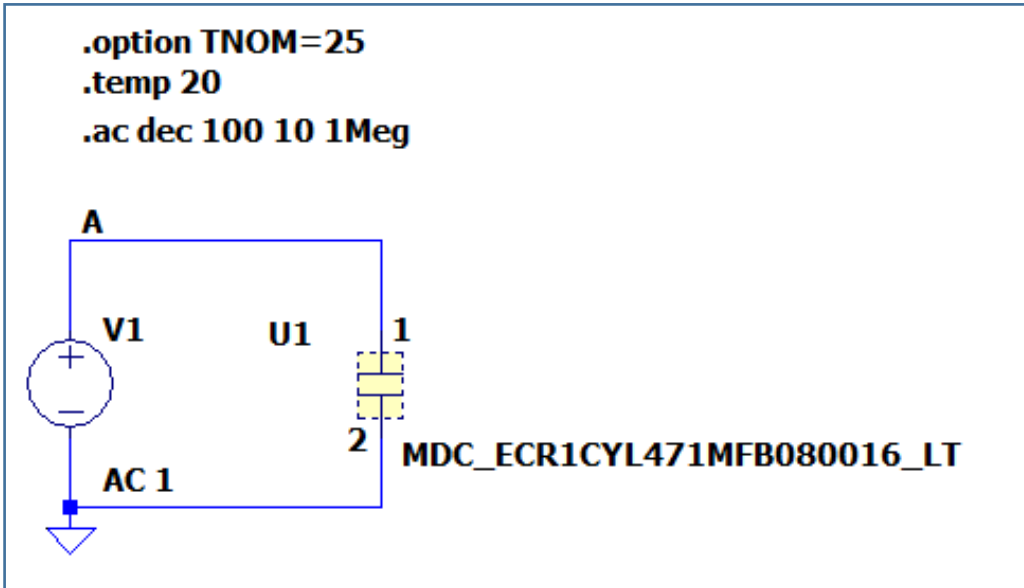 .option TNOM=25
.temp 20
.ac dec 100 10 1Meg
A
V1
U1
1
2
MDC_ECR1CYL471MFB080016_LT
AC 1